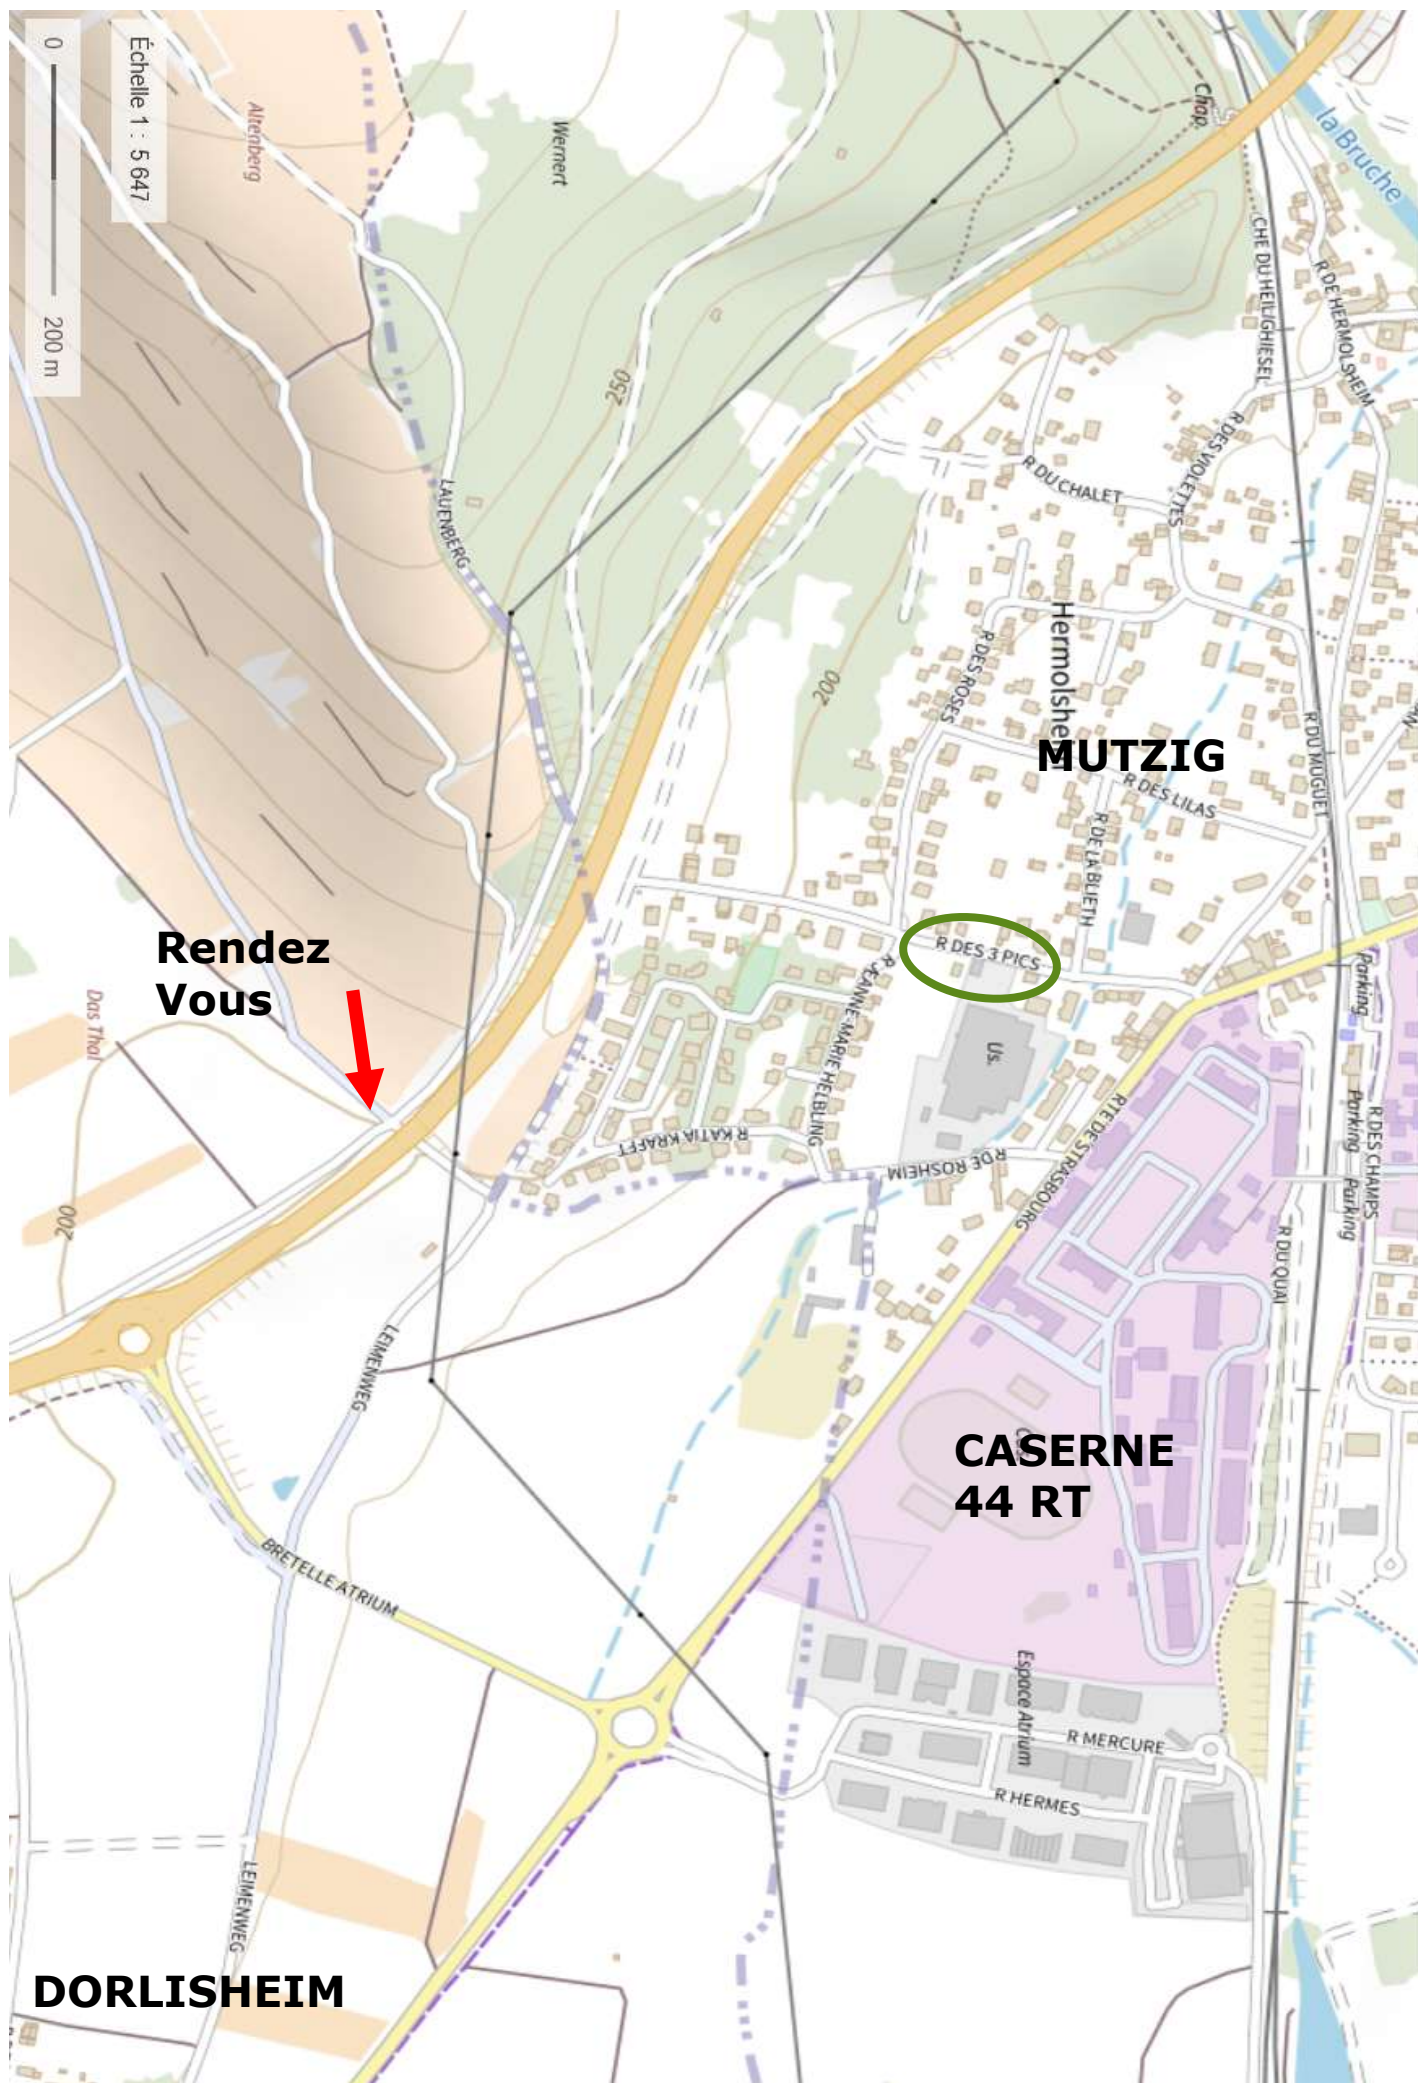 0
200 m
Échelle 1 : 5 647
Altenberg
Wernert
Chap.
la Bruche
CHE DU HEILIGHIESEL
R DE HERMOLSHEIM
250
R DES VIOLETTES
R DU CHALET
LAUENBERG
Hermolsheim
R DES ROSES
200
MUTZIG
R DU MUGUET
R DES LILAS
R DE LA BLIETH
Rendez
Vous
R DES 3 PICS
Parking
Das Thal
R JEANNE-MARIE HELBLING
Us.
RTE DE STRASBOURG
Parking
R DES CHAMPS
R KATIA KRAFFT
R DE ROSHEIM
Parking
200
R DU QUAI
LEIMENWEG
CASERNE
44 RT
BRETELLE ATRIUM
Espace Atrium
R MERCURE
R HERMES
LEIMENWEG
DORLISHEIM